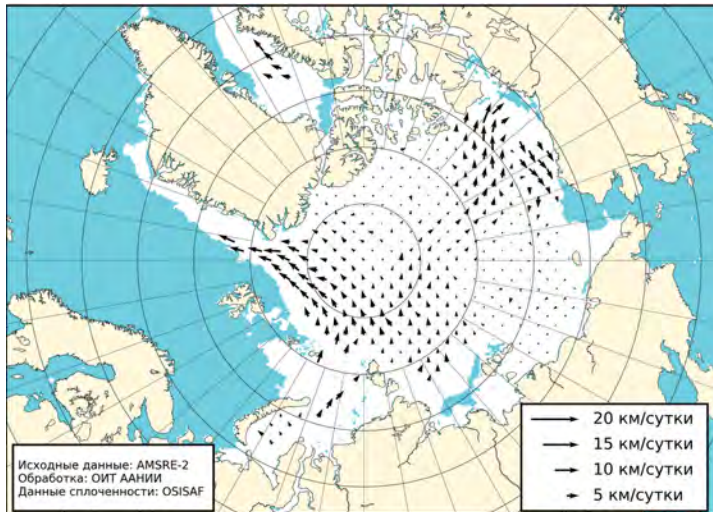 Исходные данные: AMSRE-2
Обработка: ОИТ ААНИИ
Данные сплоченности: OSISAF
20 км/сутки
15 км/сутки
10 км/сутки
5 км/сутки